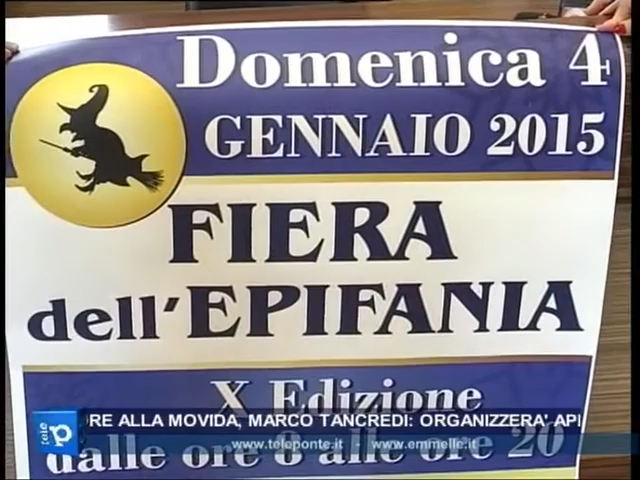 Domenica 4
GENNAIO 2015
FIERA
dell'EPIFANIA
X Edizione
ORE ALLA MOVIDA, MARCO TANCREDI: ORGANIZZERA' API
tele p
www.teleponte.it - www.emmelle.it
dalle ore 8 alle ore 20